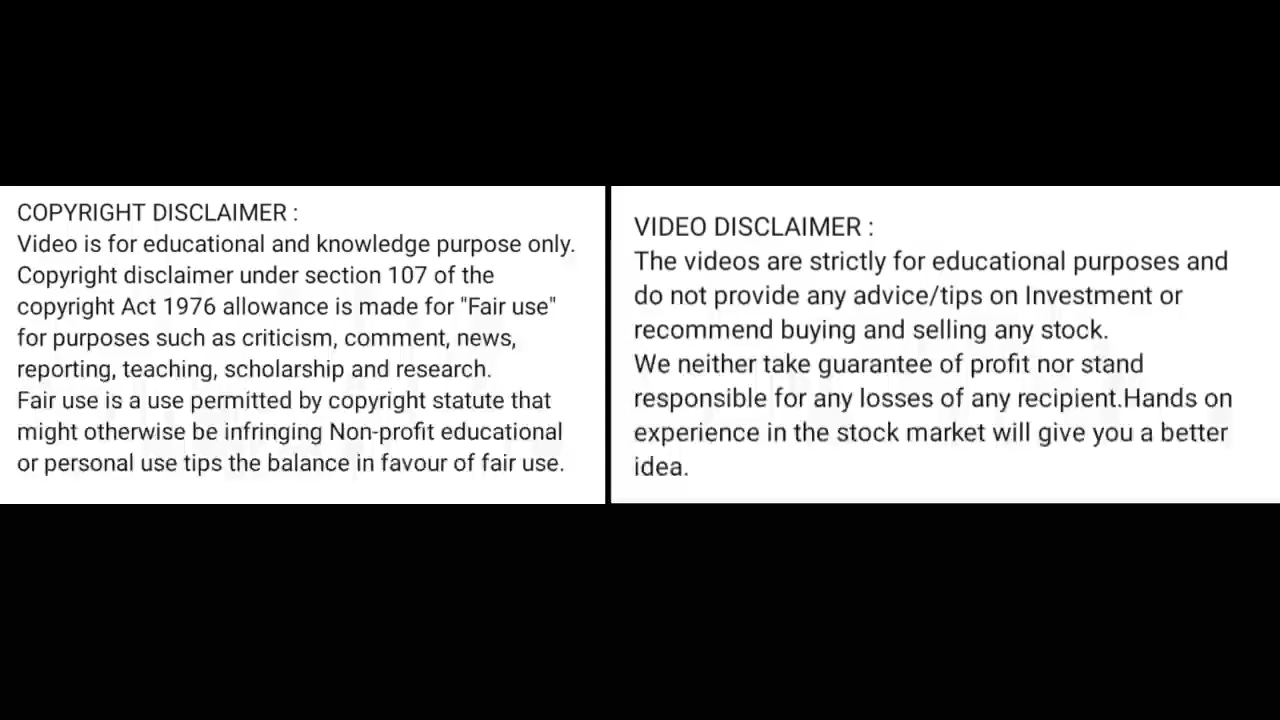 COPYRIGHT DISCLAIMER :
Video is for educational and knowledge purpose only.
Copyright disclaimer under section 107 of the
copyright Act 1976 allowance is made for "Fair use"
for purposes such as criticism, comment, news,
reporting, teaching, scholarship and research.
Fair use is a use permitted by copyright statute that
might otherwise be infringing Non-profit educational
or personal use tips the balance in favour of fair use.
VIDEO DISCLAIMER :
The videos are strictly for educational purposes and
do not provide any advice/tips on Investment or
recommend buying and selling any stock.
We neither take guarantee of profit nor stand
responsible for any losses of any recipient.Hands on
experience in the stock market will give you a better
idea.